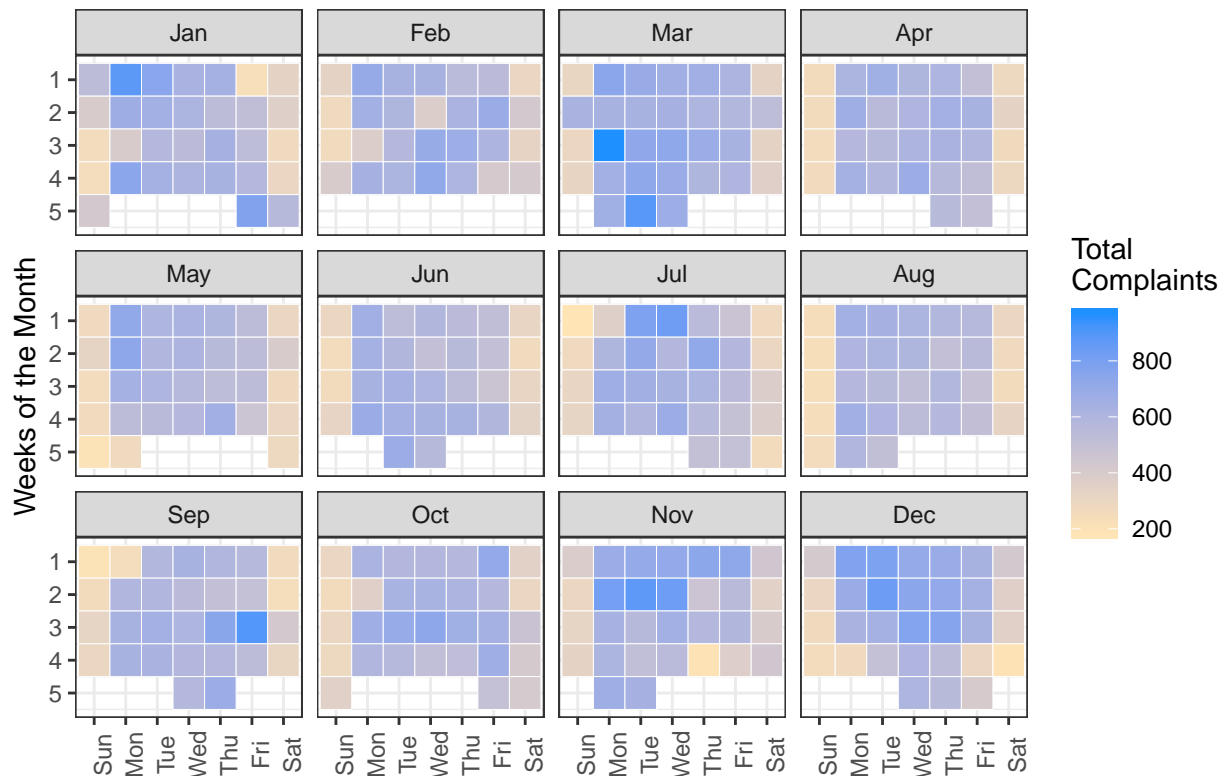 Jan Feb Mar Apr
1
2
3
4
5
May Jun Jul Aug
1
2
3
4
5
Sep Oct Nov Dec
1
2
3
4
5
Sun Mon Tue Wed Thu Fri Sat Sun Mon Tue Wed Thu Fri Sat Sun Mon Tue Wed Thu Fri Sat Sun Mon Tue Wed Thu Fri Sat
Weeks of the Month
Total
Complaints
800
600
400
200